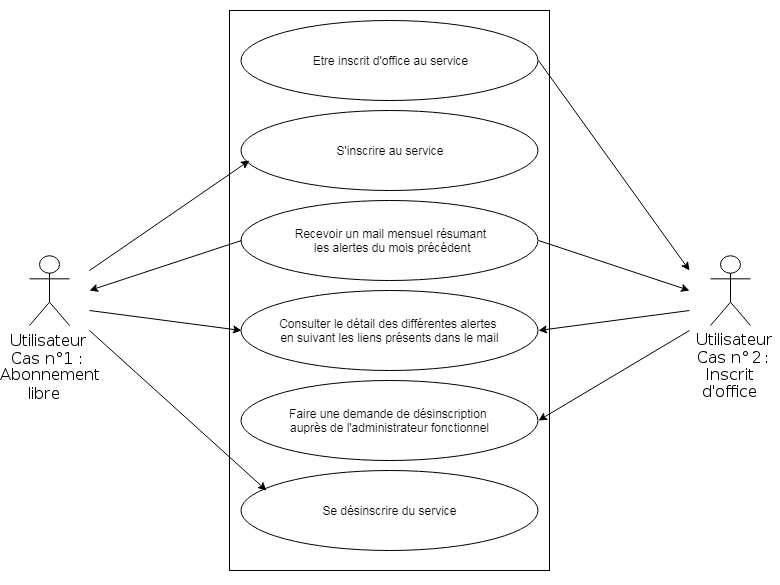 Etre inscrit d'office au service
S'inscrire au service
Recevoir un mail mensuel résumant
les alertes du mois précédent
Consulter le détail des différentes alertes
en suivant les liens présents dans le mail
Faire une demande de désinscription
auprès de l'administrateur fonctionnel
Se désinscrire du service
Utilisateur
Cas n°1 :
Abonnement
libre
Utilisateur
Cas n°2 :
Inscrit
d'office